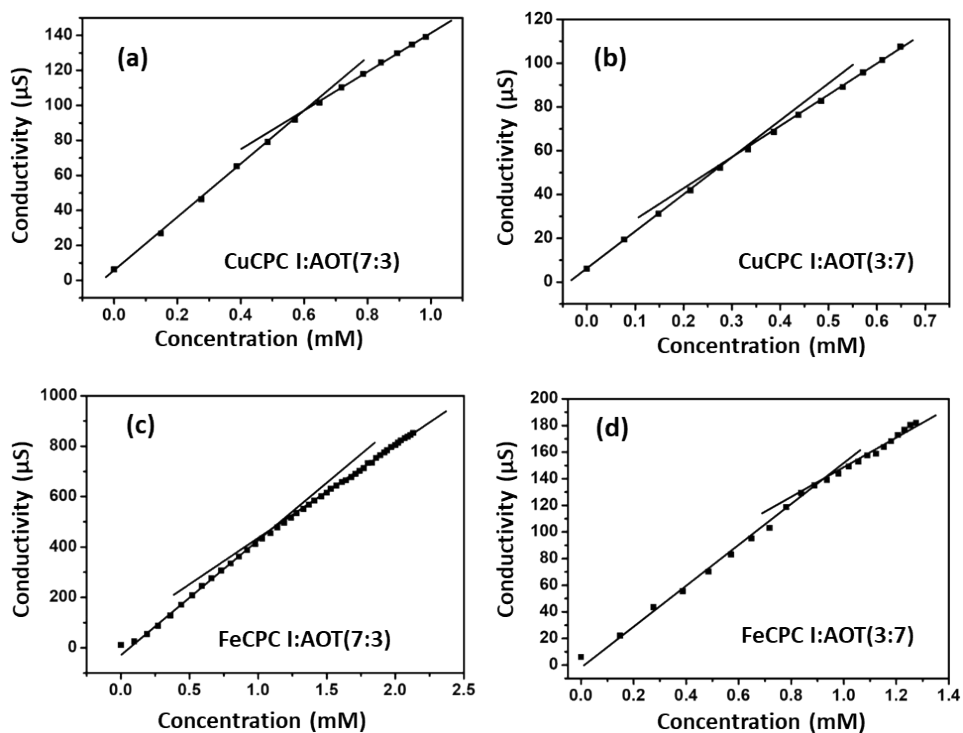 (a)
Conductivity (µS)
140
120
100
80
60
40
20
0
0.0 0.2 0.4 0.6 0.8 1.0
CuCPC I:AOT(7:3)
Concentration (mM)
(b)
Conductivity (µS)
120
100
80
60
40
20
0
0.0 0.1 0.2 0.3 0.4 0.5 0.6 0.7
CuCPC I:AOT(3:7)
Concentration (mM)
(c)
Conductivity (µS)
1000
800
600
400
200
0
0.0 0.5 1.0 1.5 2.0 2.5
FeCPC I:AOT(7:3)
Concentration (mM)
(d)
Conductivity (µS)
200
180
160
140
120
100
80
60
40
20
0
0.0 0.2 0.4 0.6 0.8 1.0 1.2 1.4
FeCPC I:AOT(3:7)
Concentration (mM)